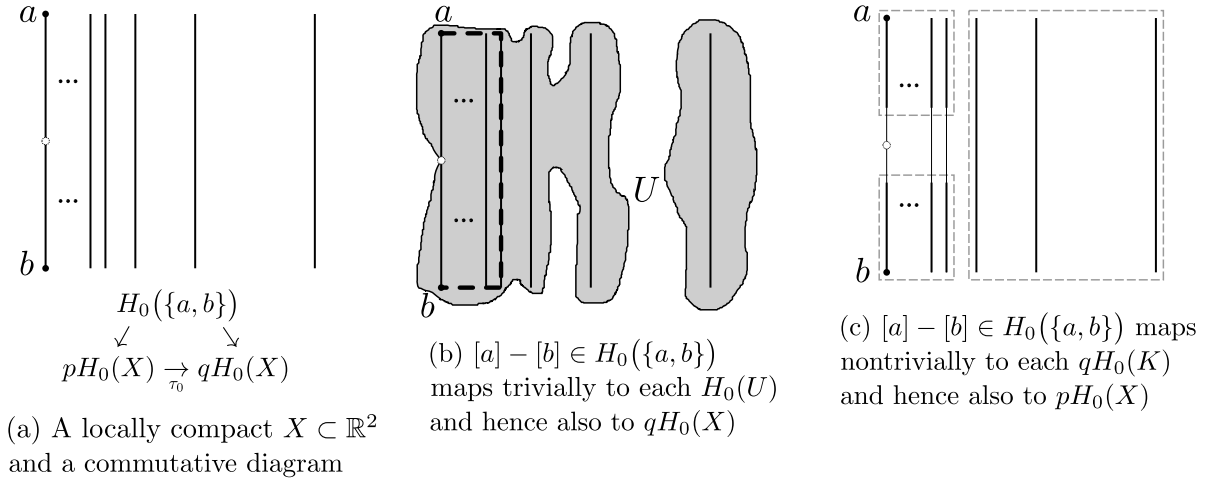 a
...
...
b
H₀({a, b})
↙ ↘
pH₀(X) →τ₀ qH₀(X)
(a) A locally compact X ⊂ ℝ²
and a commutative diagram
a
...
U
...
b
(b) [a] − [b] ∈ H₀({a, b})
maps trivially to each H₀(U)
and hence also to qH₀(X)
a
...
...
b
(c) [a] − [b] ∈ H₀({a, b}) maps
nontrivially to each qH₀(K)
and hence also to pH₀(X)